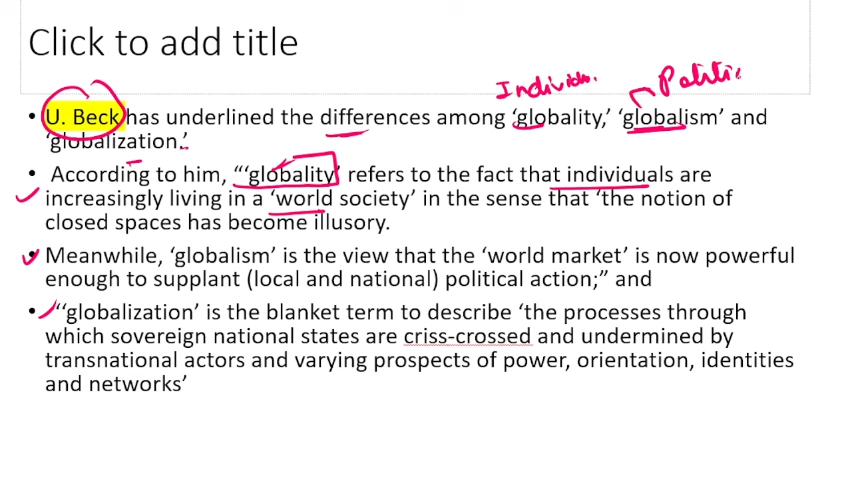 Click to add title
Individu.
Politic
• U. Beck has underlined the differences among ‘globality,’ ‘globalism’ and
‘globalization.’
• According to him, “‘globality’ refers to the fact that individuals are
increasingly living in a ‘world society’ in the sense that ‘the notion of
closed spaces has become illusory.
• Meanwhile, ‘globalism’ is the view that the ‘world market’ is now powerful
enough to supplant (local and national) political action;” and
• “‘globalization’ is the blanket term to describe ‘the processes through
which sovereign national states are criss-crossed and undermined by
transnational actors and varying prospects of power, orientation, identities
and networks’